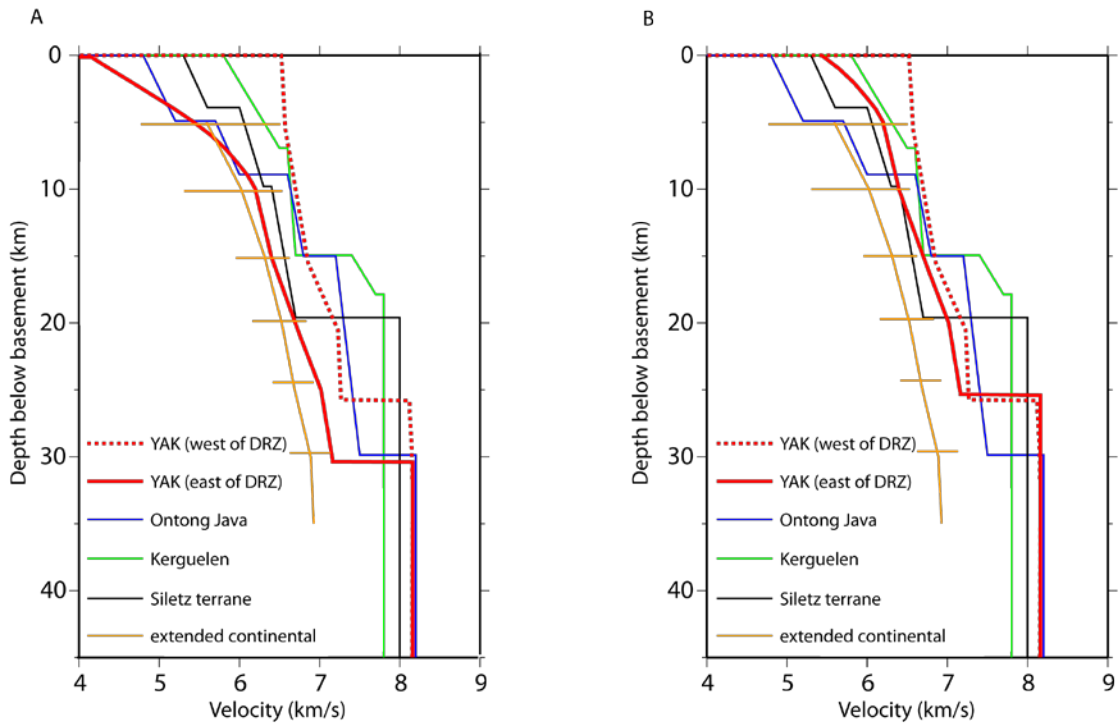 A
0
10
20
30
40
Depth below basement (km)
YAK (west of DRZ)
YAK (east of DRZ)
Ontong Java
Kerguelen
Siletz terrane
extended continental
4 5 6 7 8 9
Velocity (km/s)
B
0
10
20
30
40
Depth below basement (km)
YAK (west of DRZ)
YAK (east of DRZ)
Ontong Java
Kerguelen
Siletz terrane
extended continental
4 5 6 7 8 9
Velocity (km/s)